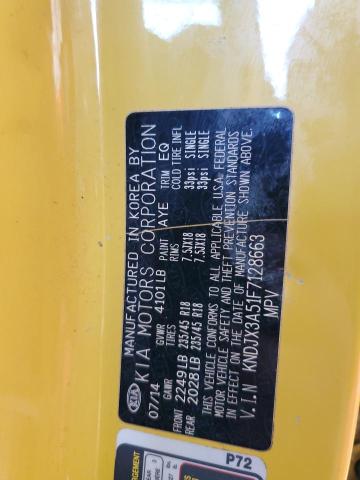 MANUFACTURED IN KOREA BY
KIA KIA MOTORS CORPORATION
07/14 GVWR 4101LB PAINT AYE TRIM EQ
GAWR TIRES RIMS COLD TIRE INFL
FRONT 2249LB 235/45 R18 7.5JX18 33psi SINGLE
REAR 2028LB 235/45 R18 7.5JX18 33psi SINGLE
THIS VEHICLE CONFORMS TO ALL APPLICABLE U.S.A. FEDERAL
MOTOR VEHICLE SAFETY AND THEFT PREVENTION STANDARDS
IN EFFECT ON THE DATE OF MANUFACTURE SHOWN ABOVE.
V.I.N KNDJX3A51F7128663
MPV
P72